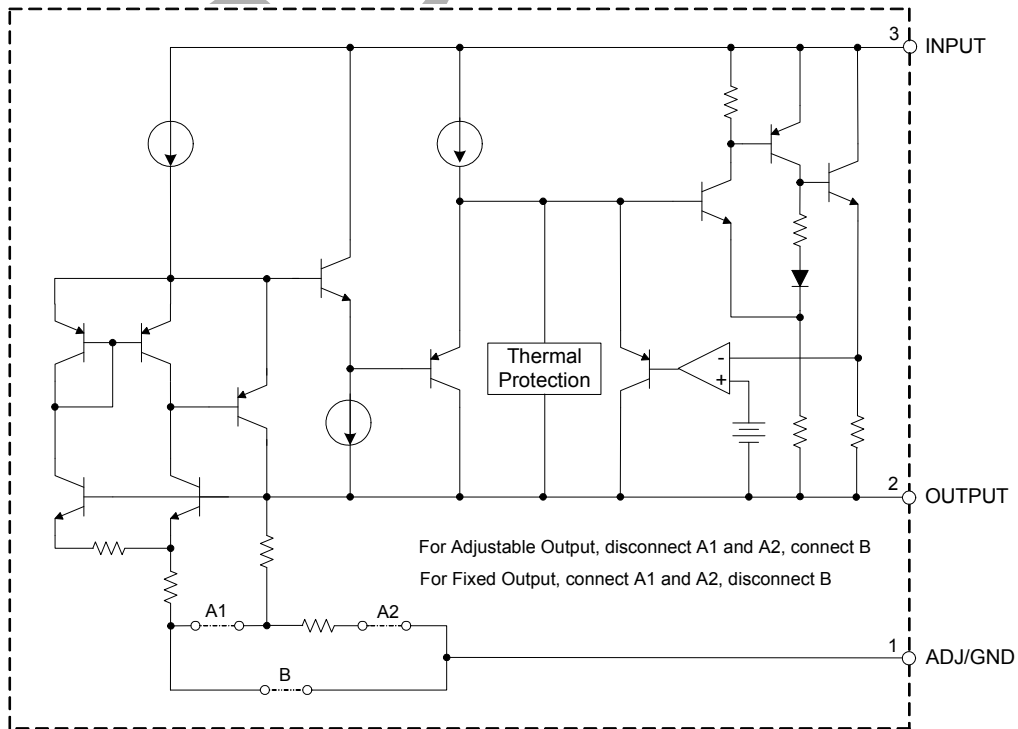 3 INPUT
Thermal
Protection
-
+
2 OUTPUT
For Adjustable Output, disconnect A1 and A2, connect B
For Fixed Output, connect A1 and A2, disconnect B
A1
A2
1 ADJ/GND
B